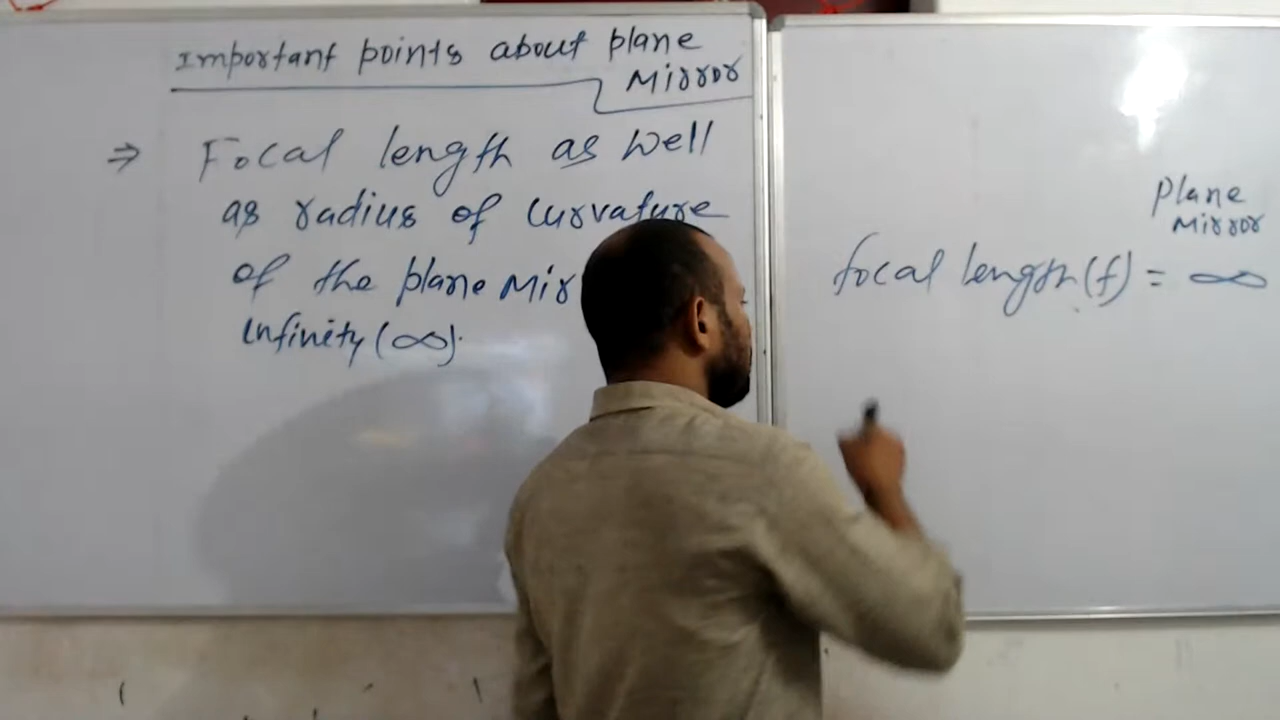 Important points about plane
Mirror
⇒ Focal length as well
as radius of curvature
of the plane Mir
infinity (∞).
plane
Mirror
focal length (f) = ∞